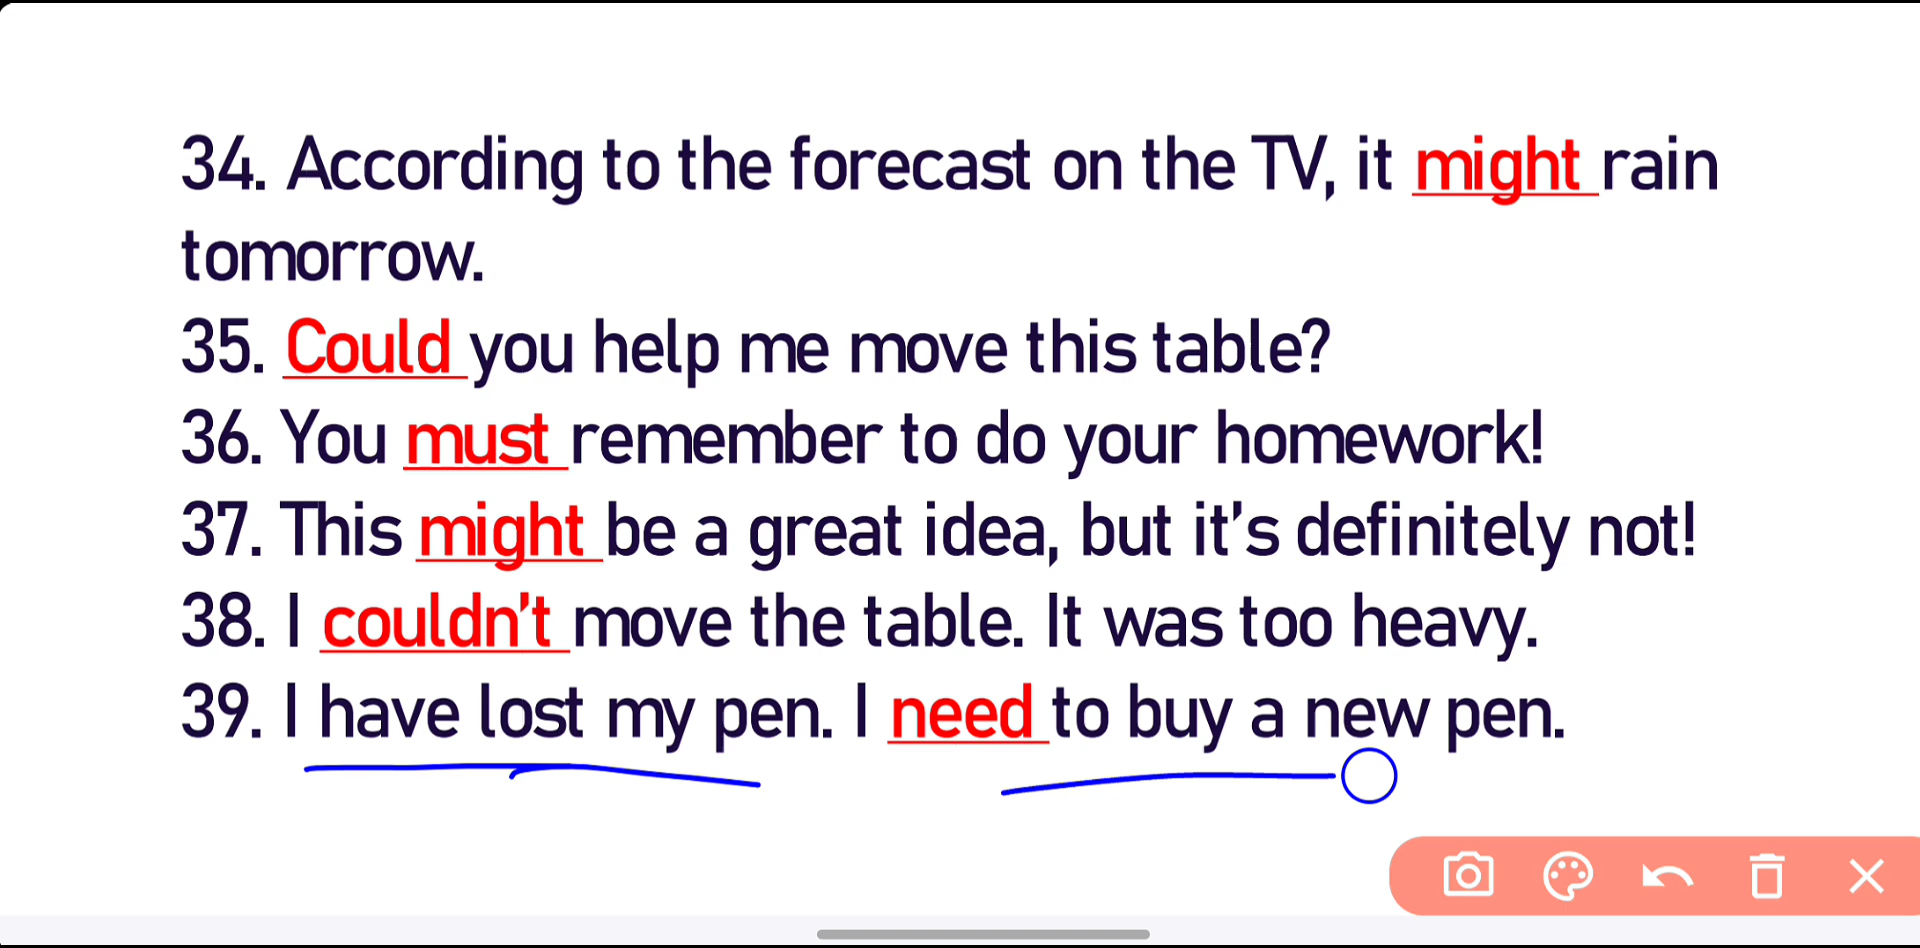 34. According to the forecast on the TV, it might rain
tomorrow.
35. Could you help me move this table?
36. You must remember to do your homework!
37. This might be a great idea, but it's definitely not!
38. I couldn't move the table. It was too heavy.
39. I have lost my pen. I need to buy a new pen.